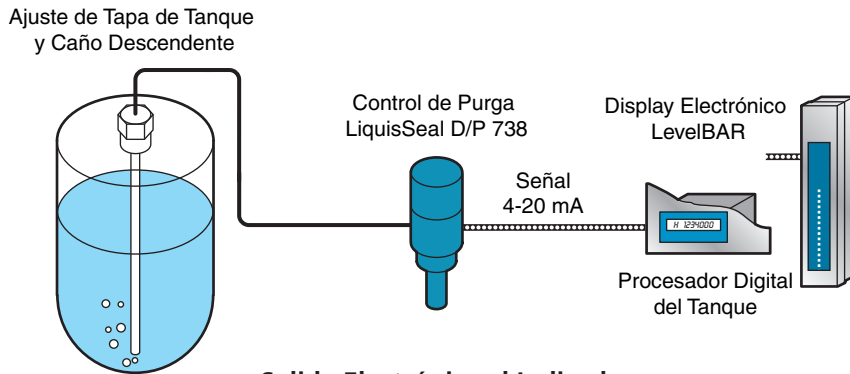 Ajuste de Tapa de Tanque
y Caño Descendente
Control de Purga
LiquisSeal D/P 738
Display Electrónico
LevelBAR
Señal
4-20 mA
H 1234000
Procesador Digital
del Tanque